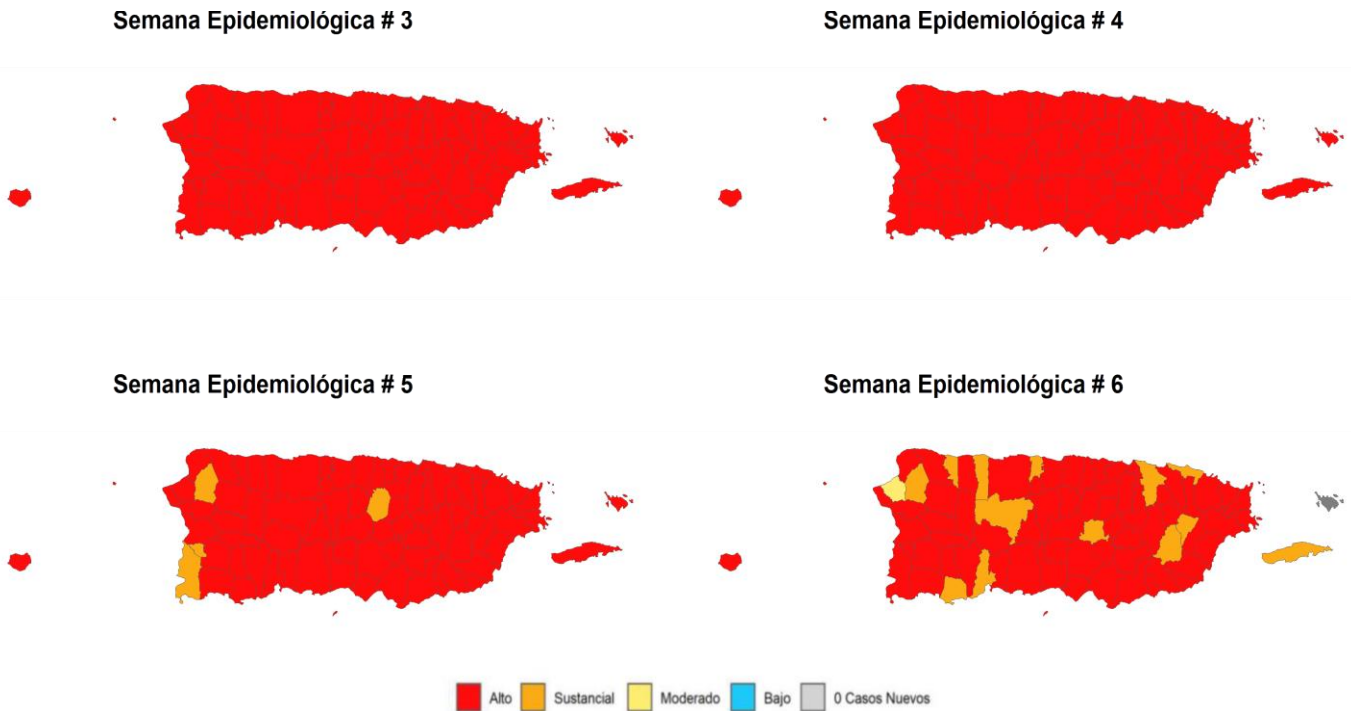 Semana Epidemiológica # 3
Semana Epidemiológica # 4
Semana Epidemiológica # 5
Semana Epidemiológica # 6
Alto Sustancial Moderado Bajo 0 Casos Nuevos